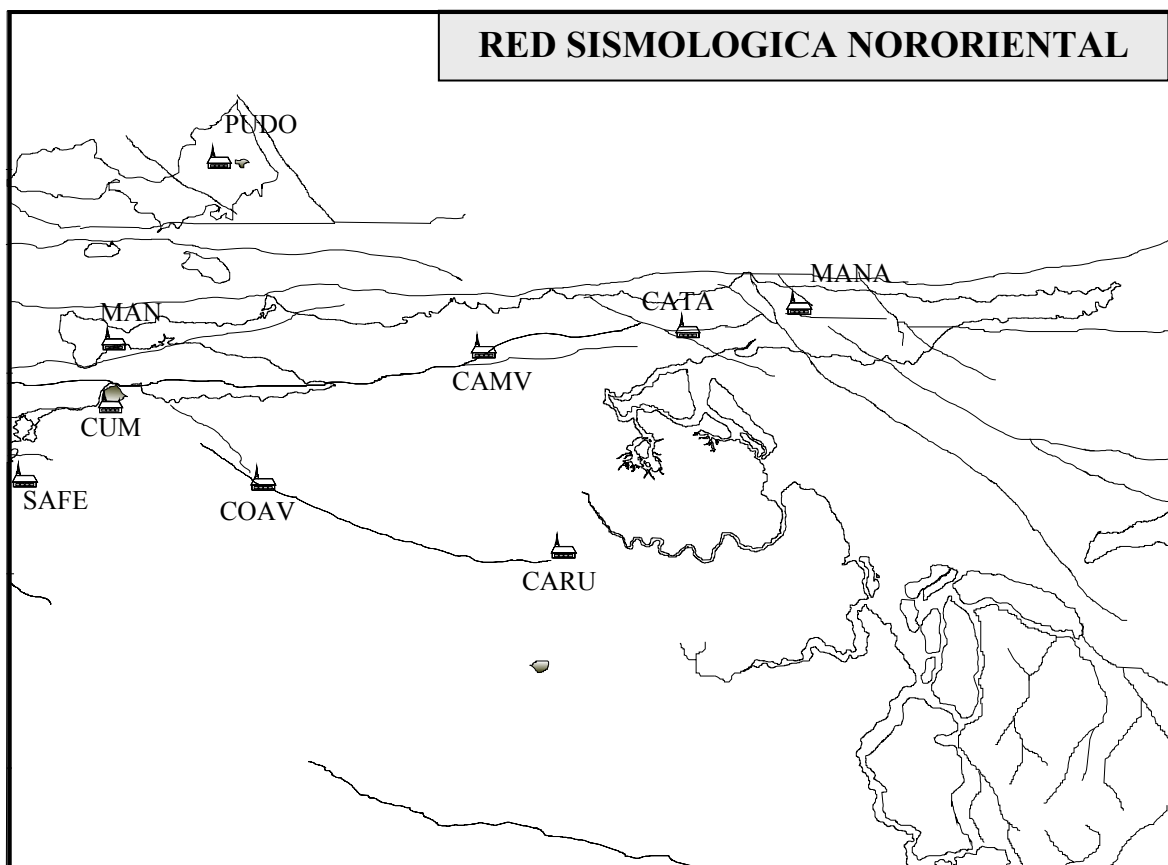 RED SISMOLOGICA NORORIENTAL
PUDO
MANA
CATA
MAN
CAMV
CUM
SAFE
COAV
CARU